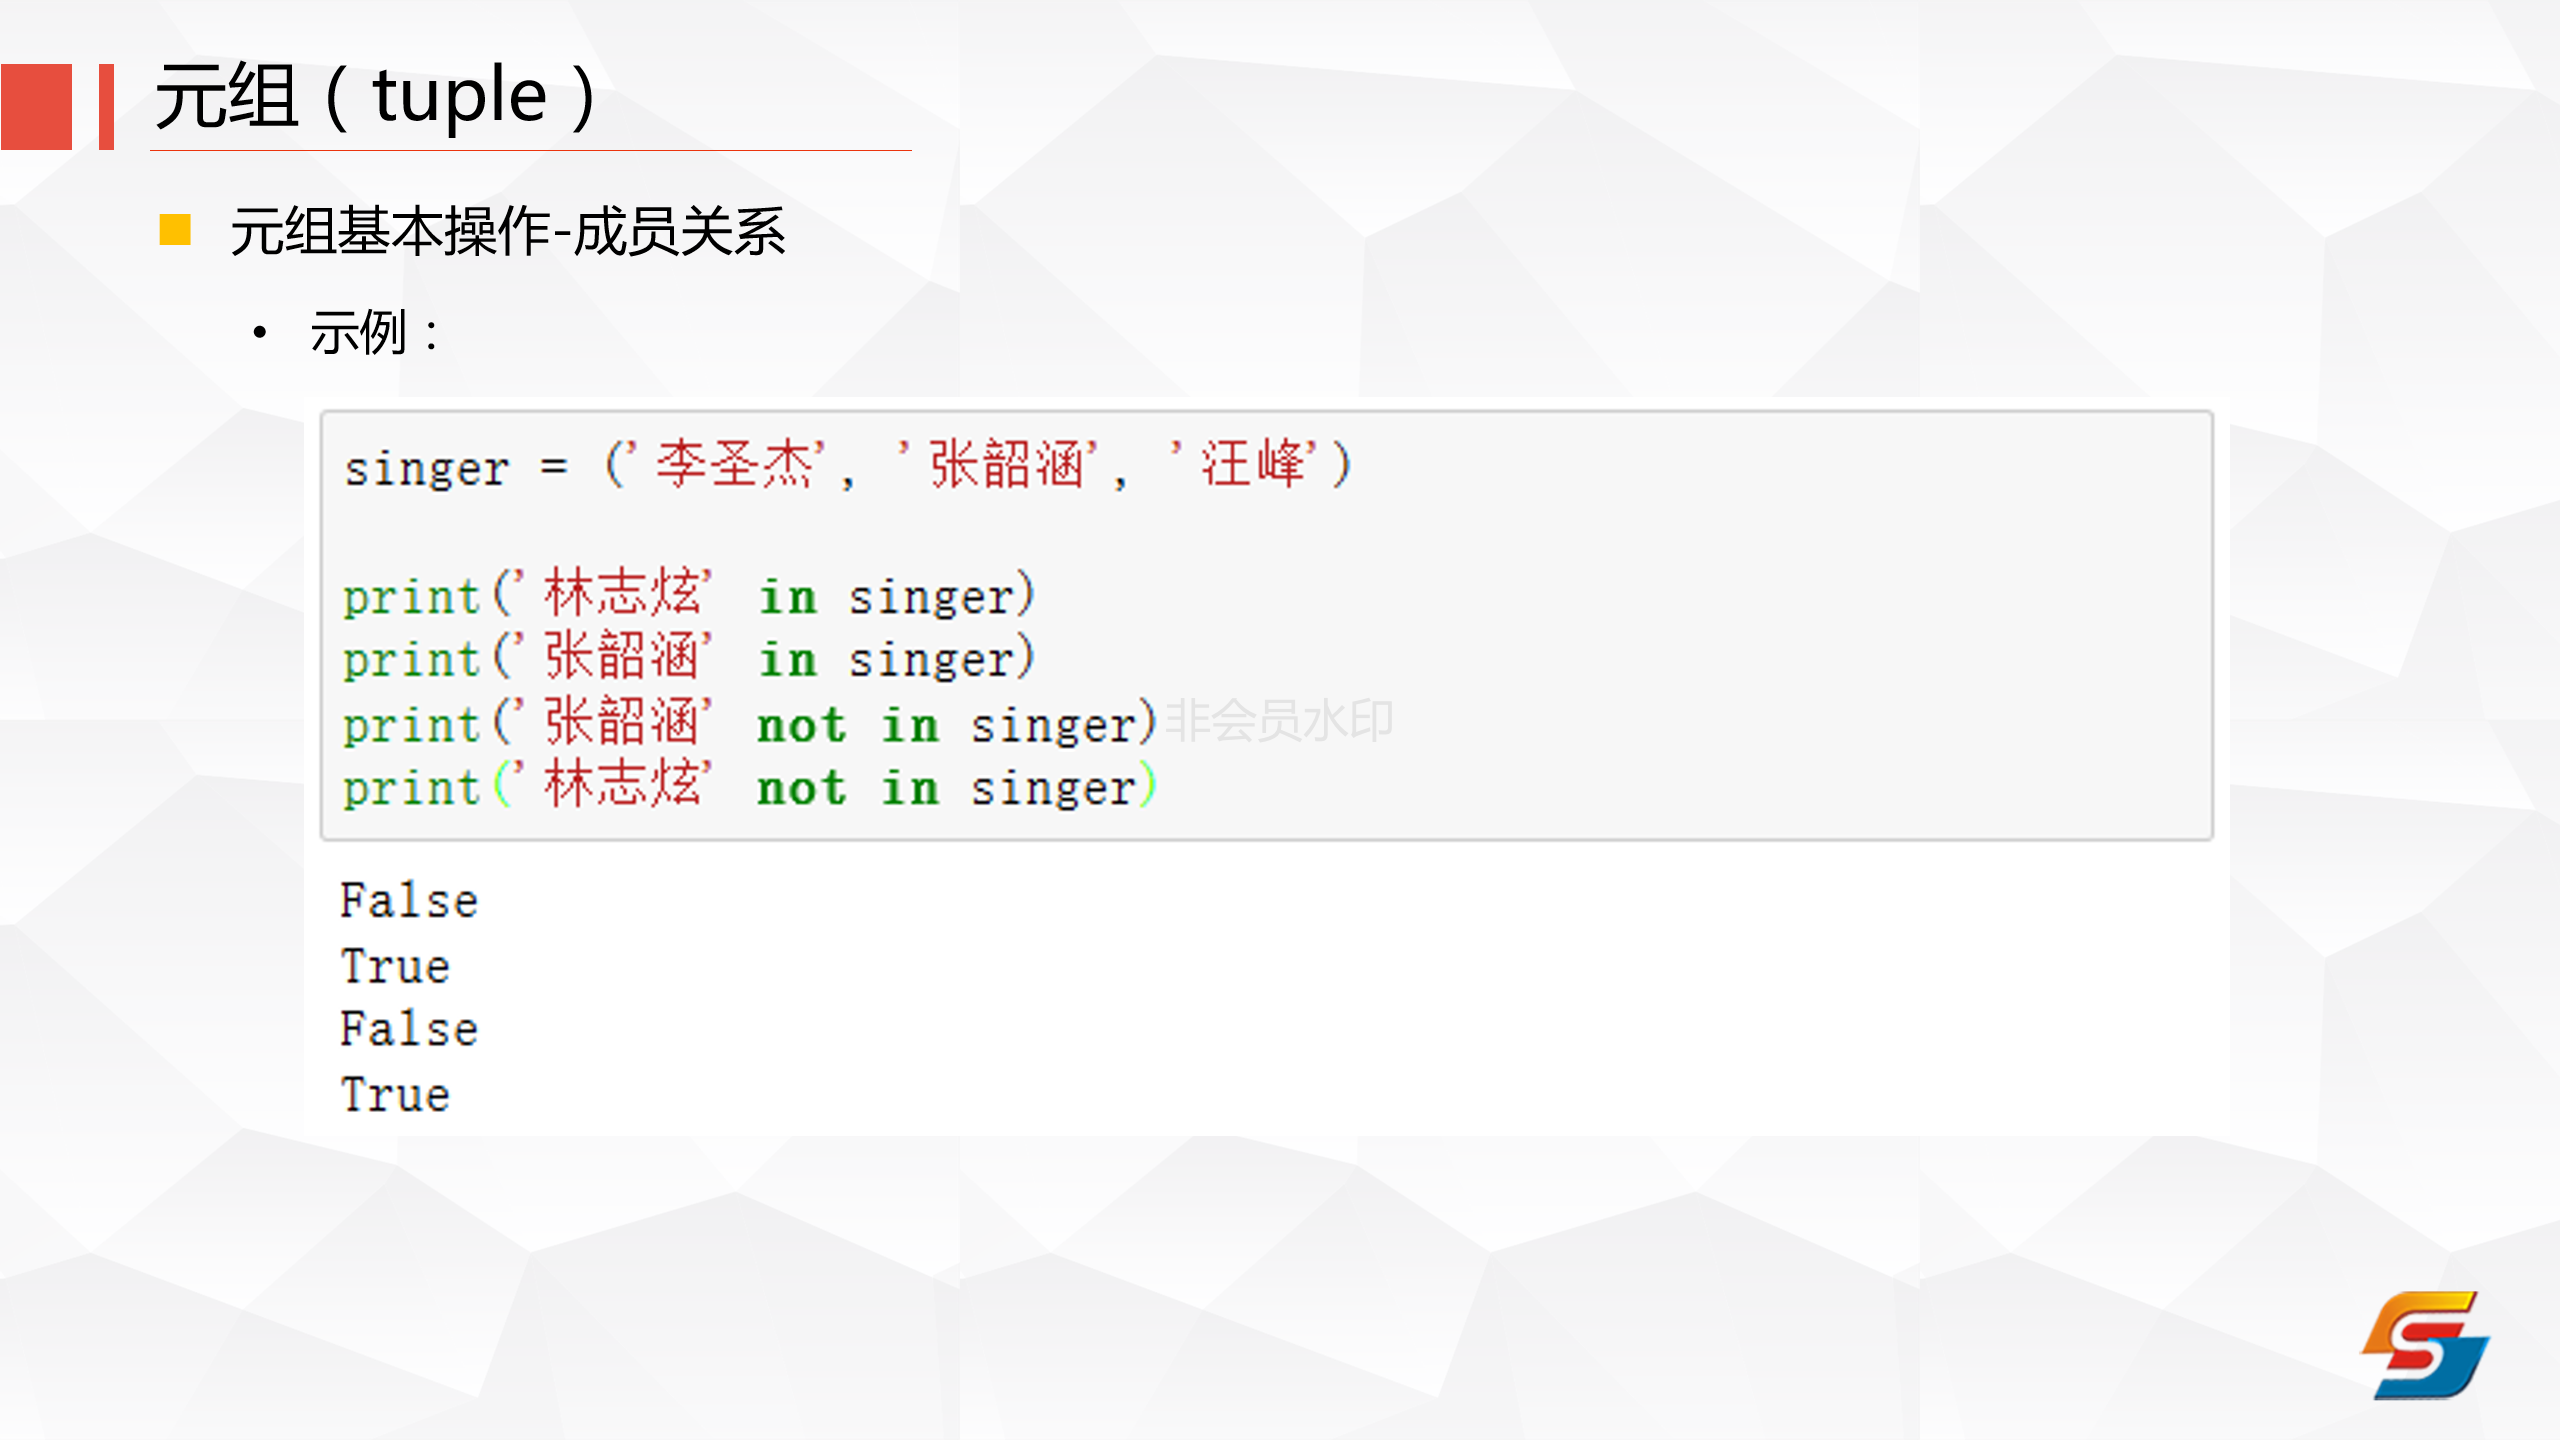 元组（tuple）
元组基本操作-成员关系
• 示例：
singer = ('李圣杰', '张韶涵', '汪峰')
print('林志炫' in singer)
print('张韶涵' in singer)
print('张韶涵' not in singer)
非会员水印
print('林志炫' not in singer)
False
True
False
True